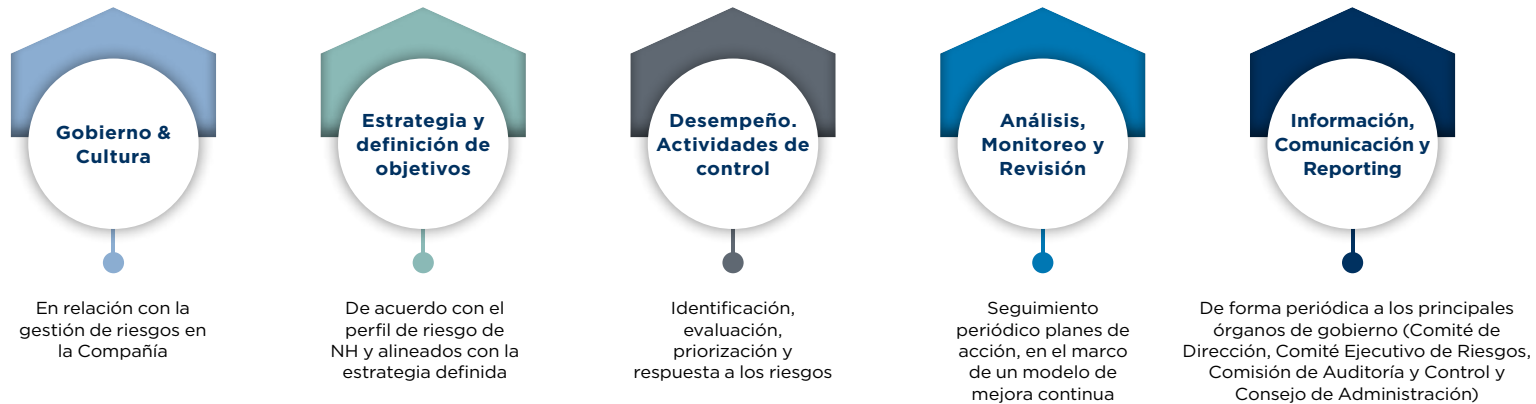 Gobierno &
Cultura
En relación con la
gestión de riesgos en
la Compañía
Estrategia y
definición de
objetivos
De acuerdo con el
perfil de riesgo de
NH y alineados con la
estrategia definida
Desempeño.
Actividades de
control
Identificación,
evaluación,
priorización y
respuesta a los riesgos
Análisis,
Monitoreo y
Revisión
Seguimiento
periódico planes de
acción, en el marco
de un modelo de
mejora continua
Información,
Comunicación y
Reporting
De forma periódica a los principales
órganos de gobierno (Comité de
Dirección, Comité Ejecutivo de Riesgos,
Comisión de Auditoría y Control y
Consejo de Administración)